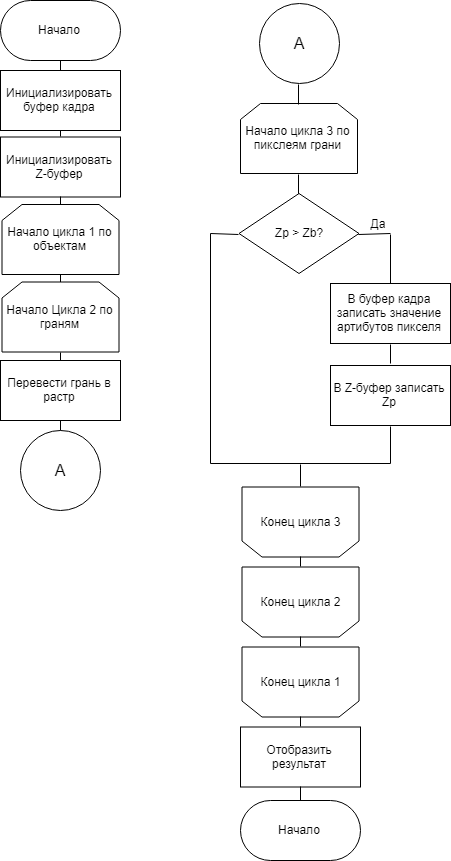 Начало
Инициализировать
буфер кадра
Инициализировать
Z-буфер
Начало цикла 1 по
объектам
Начало Цикла 2 по
граням
Перевести грань в
растр
A
A
Начало цикла 3 по
пикслеям грани
Zp > Zb?
Да
В буфер кадра
записать значение
артибутов пикселя
В Z-буфер записать
Zp
Конец цикла 3
Конец цикла 2
Конец цикла 1
Отобразить
результат
Начало